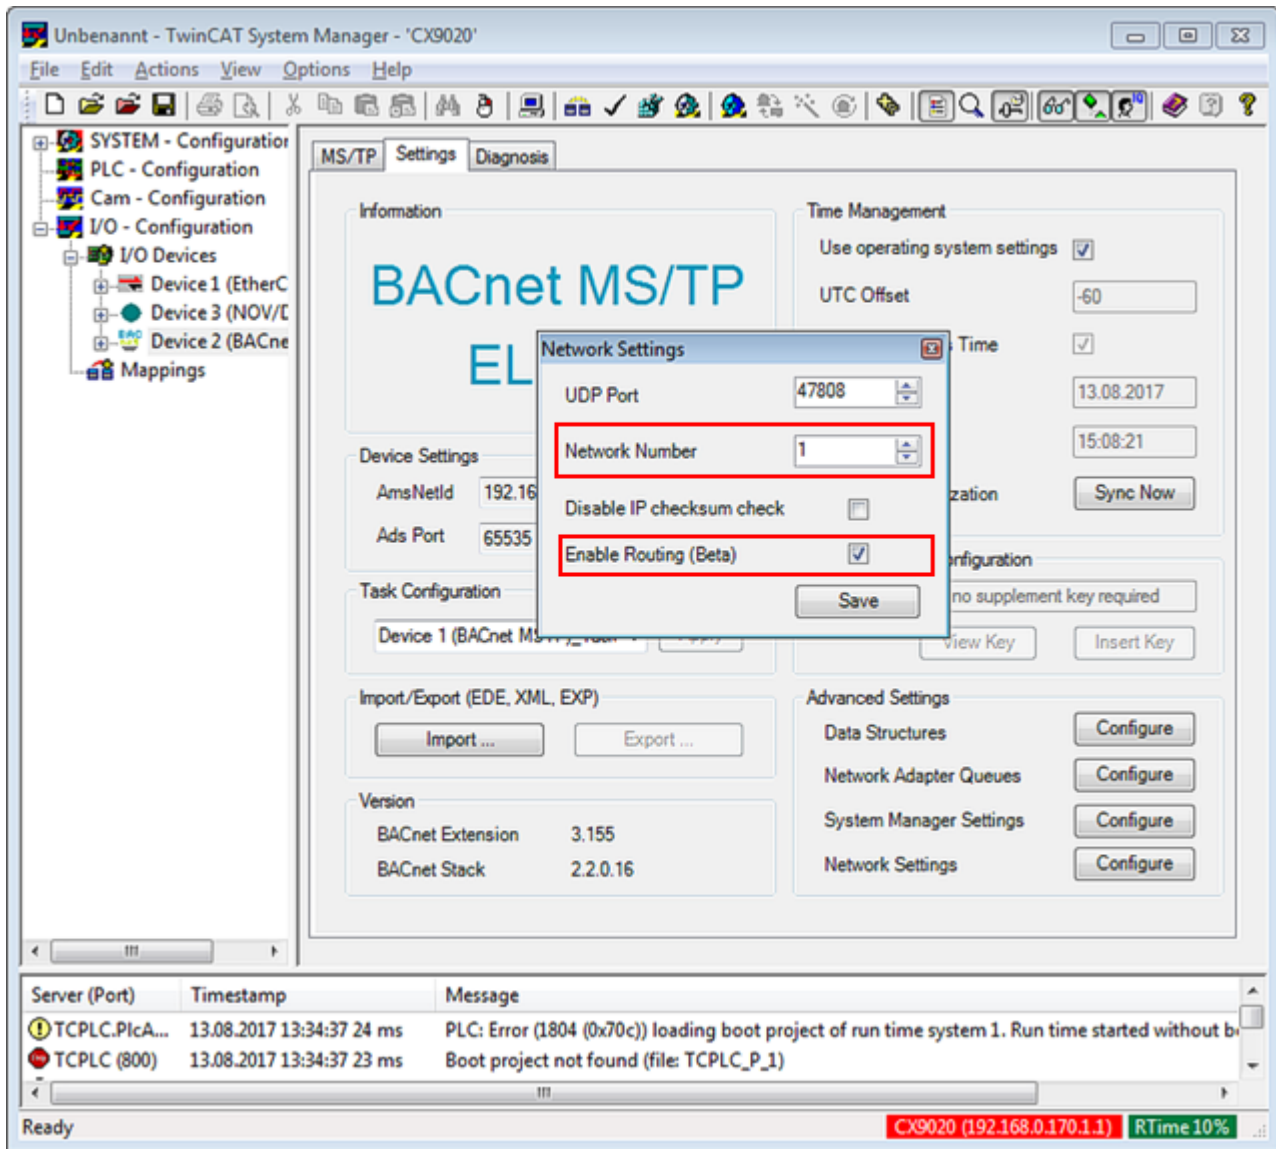 Unbenannt - TwinCAT System Manager - 'CX9020'
File Edit Actions View Options Help
SYSTEM - Configuration
PLC - Configuration
Cam - Configuration
I/O - Configuration
I/O Devices
Device 1 (EtherC
Device 3 (NOV/D
Device 2 (BACne
Mappings
MS/TP Settings Diagnosis
Information
BACnet MS/TP
EL
Device Settings
AmsNetId 192.16
Ads Port 65535
Task Configuration
Device 1 (BACnet
Import/Export (EDE, XML, EXP)
Import ... Export ...
Version
BACnet Extension 3.155
BACnet Stack 2.2.0.16
Time Management
Use operating system settings
UTC Offset -60
Time
13.08.2017
15:08:21
zation Sync Now
nfiguration
no supplement key required
View Key Insert Key
Advanced Settings
Data Structures Configure
Network Adapter Queues Configure
System Manager Settings Configure
Network Settings Configure
Network Settings
UDP Port 47808
Network Number 1
Disable IP checksum check
Enable Routing (Beta)
Save
Server (Port) Timestamp Message
TCPLC.PlcA... 13.08.2017 13:34:37 24 ms PLC: Error (1804 (0x70c)) loading boot project of run time system 1. Run time started without b
TCPLC (800) 13.08.2017 13:34:37 23 ms Boot project not found (file: TCPLC_P_1)
Ready CX9020 (192.168.0.170.1.1) RTime 10%